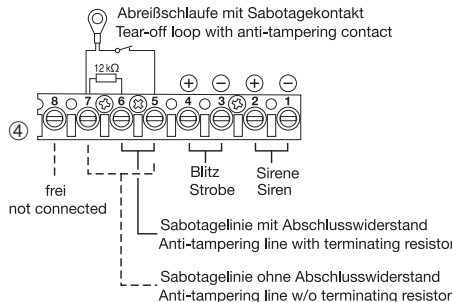 Abreißschlaufe mit Sabotagekontakt
Tear-off loop with anti-tampering contact
12 kΩ
+ − + −
8 7 6 5 4 3 2 1
④
frei
not connected
Blitz
Strobe
Sirene
Siren
Sabotagelinie mit Abschlusswiderstand
Anti-tampering line with terminating resistor
Sabotagelinie ohne Abschlusswiderstand
Anti-tampering line w/o terminating resistor